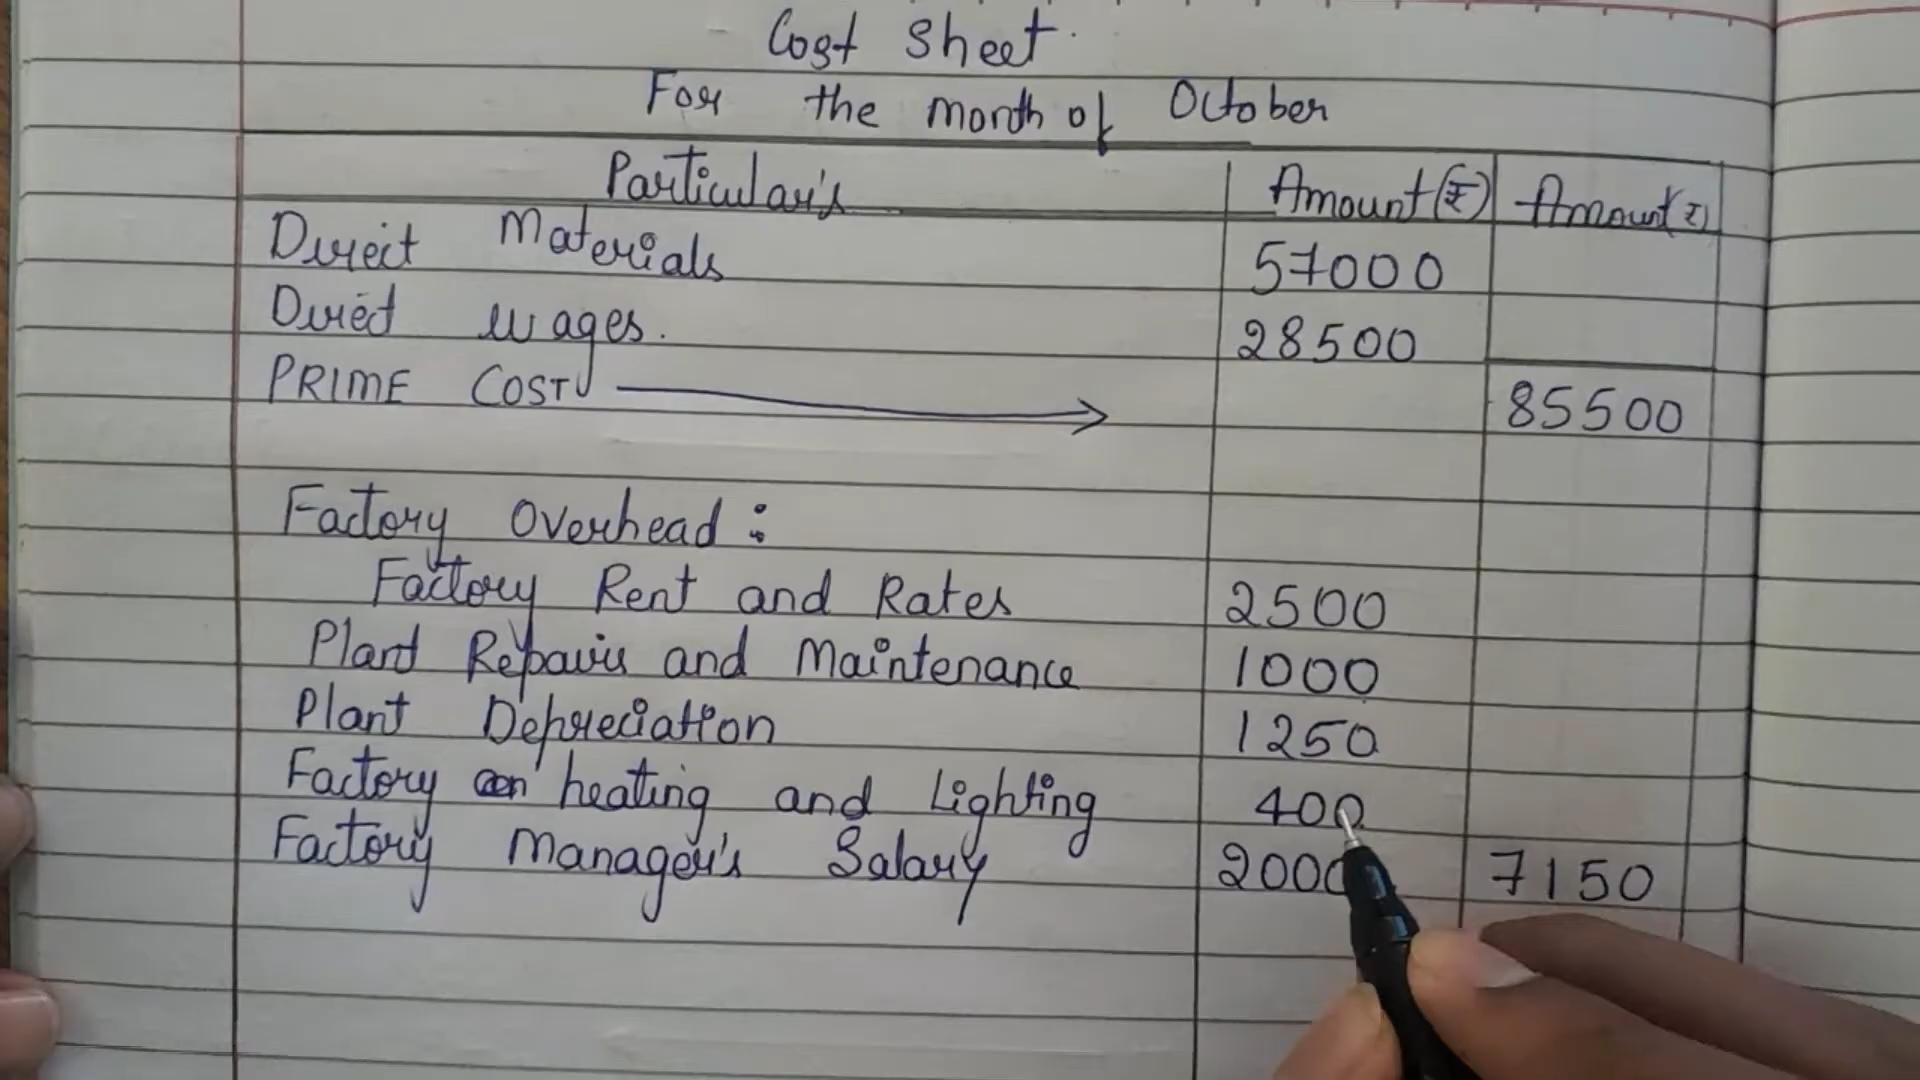 Cost Sheet
For the month of October
Particulars Amount (₹) Amount (₹)
Direct Materials 57000
Direct wages. 28500
PRIME COST 85500
Factory Overhead :
Factory Rent and Rates 2500
Plant Repairs and Maintenance 1000
Plant Depreciation 1250
Factory heating and Lighting 400
Factory Manager's Salary 2000 7150